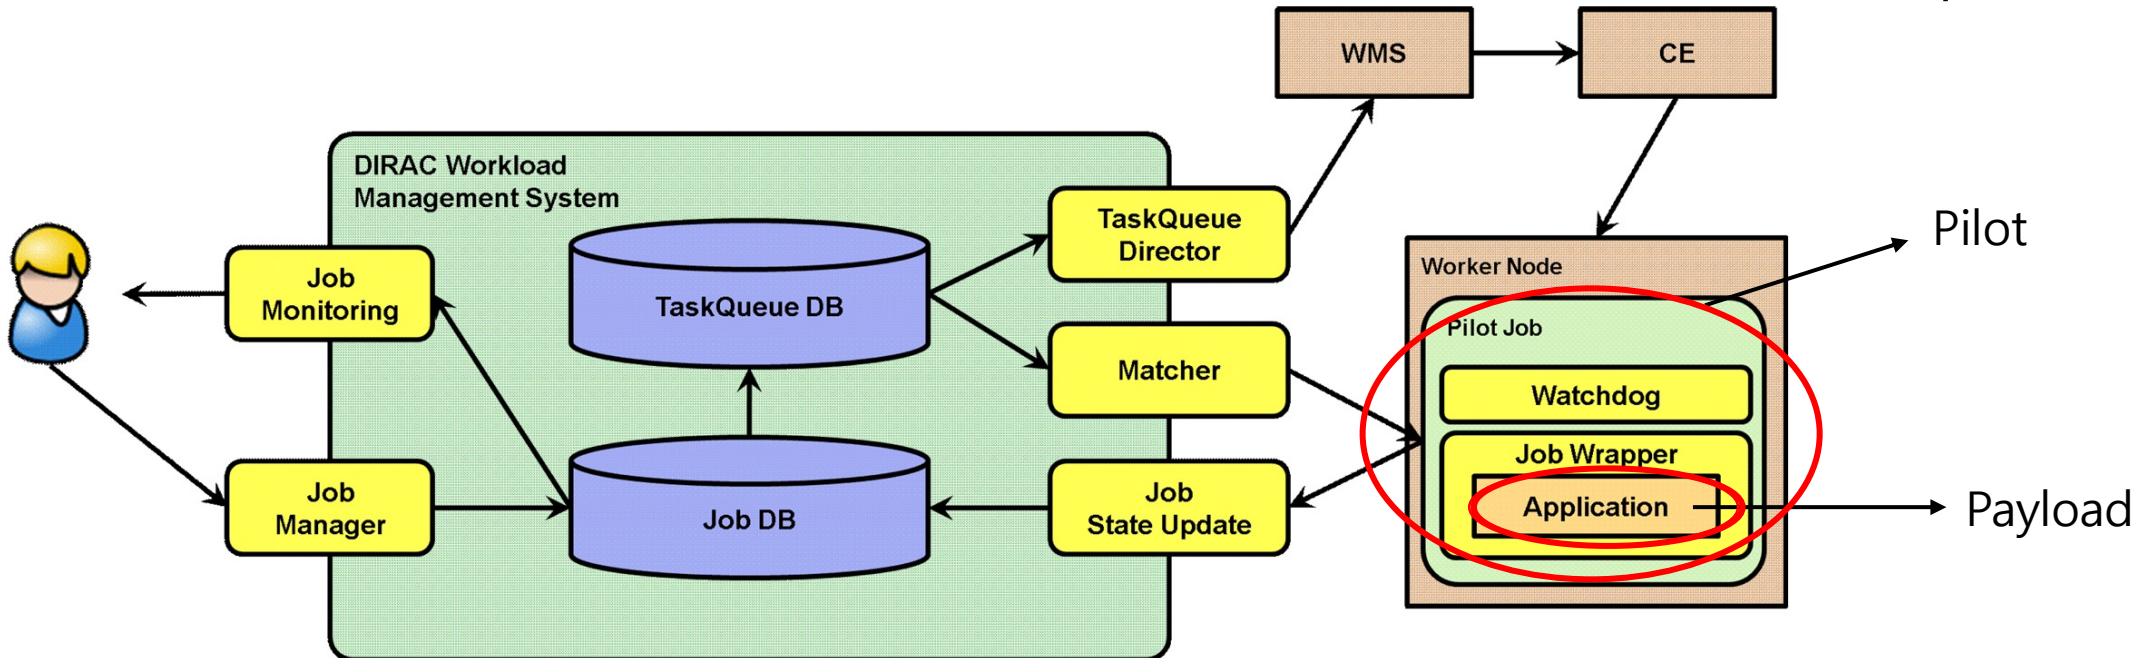 WMS
CE
DIRAC Workload
Management System
TaskQueue
Director
Pilot
Job
Monitoring
TaskQueue DB
Worker Node
Pilot Job
Matcher
Watchdog
Job Wrapper
Application
Payload
Job
Manager
Job DB
Job
State Update